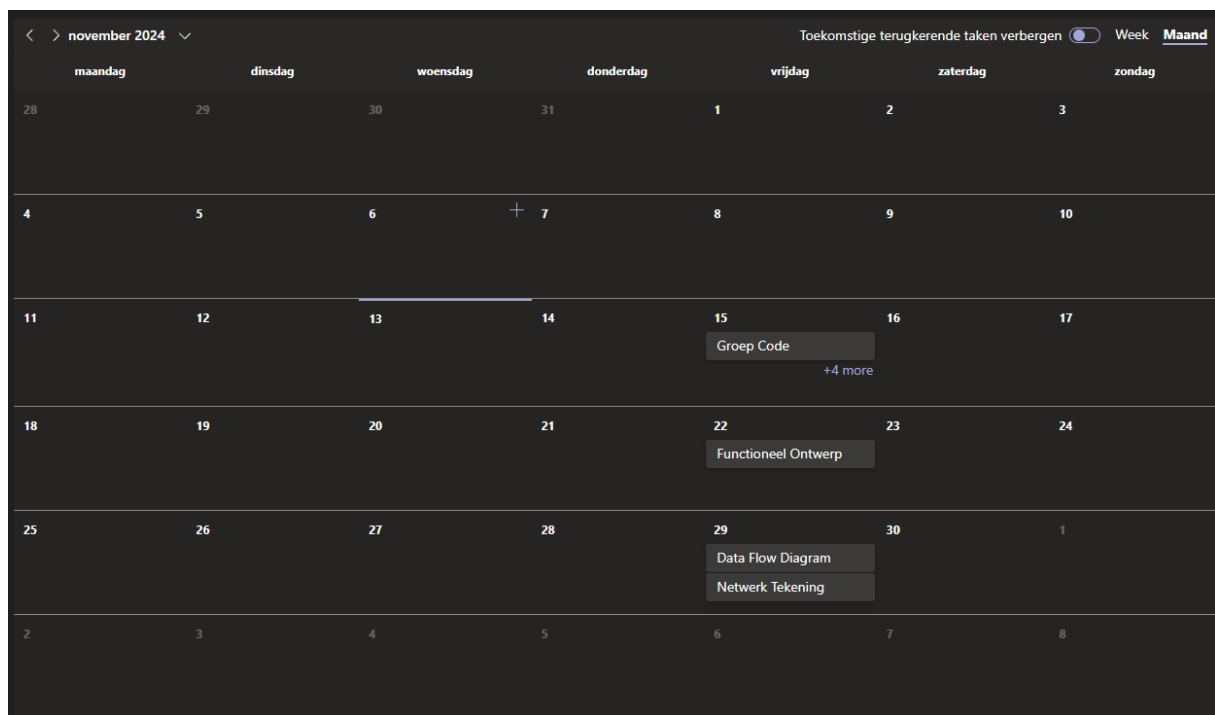 november 2024
Toekomstige terugkerende taken verbergen Week Maand
maandag dinsdag woensdag donderdag vrijdag zaterdag zondag
28 29 30 31 1 2 3
4 5 6 7 8 9 10
11 12 13 14 15 16 17
Groep Code
+4 more
18 19 20 21 22 23 24
Functioneel Ontwerp
25 26 27 28 29 30 1
Data Flow Diagram
Netwerk Tekening
2 3 4 5 6 7 8